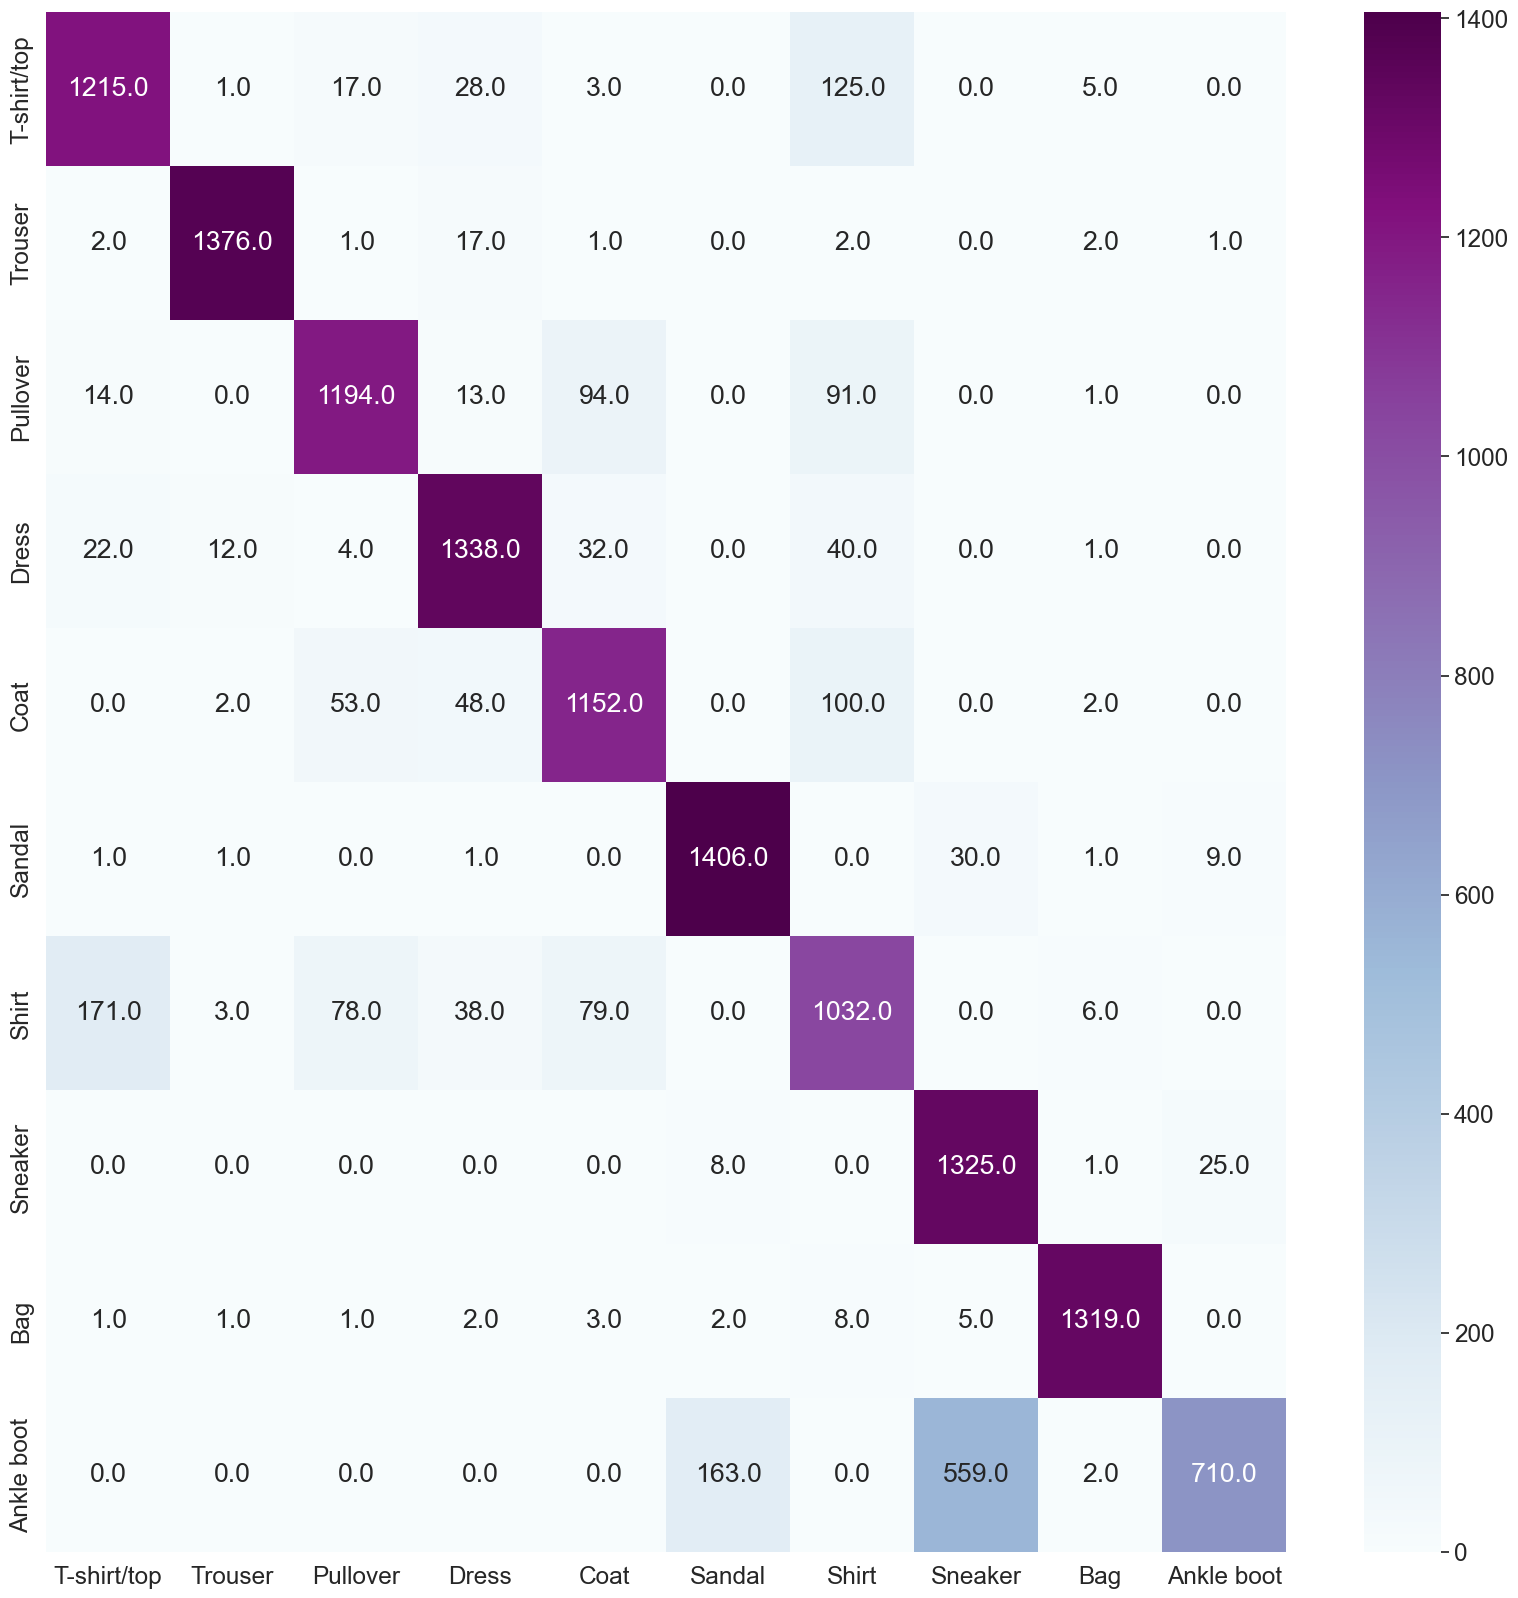 1400
T-shirt/top 1215.0 1.0 17.0 28.0 3.0 0.0 125.0 0.0 5.0 0.0
1200
Trouser 2.0 1376.0 1.0 17.0 1.0 0.0 2.0 0.0 2.0 1.0
Pullover 14.0 0.0 1194.0 13.0 94.0 0.0 91.0 0.0 1.0 0.0
1000
Dress 22.0 12.0 4.0 1338.0 32.0 0.0 40.0 0.0 1.0 0.0
800
Coat 0.0 2.0 53.0 48.0 1152.0 0.0 100.0 0.0 2.0 0.0
Sandal 1.0 1.0 0.0 1.0 0.0 1406.0 0.0 30.0 1.0 9.0
600
Shirt 171.0 3.0 78.0 38.0 79.0 0.0 1032.0 0.0 6.0 0.0
400
Sneaker 0.0 0.0 0.0 0.0 0.0 8.0 0.0 1325.0 1.0 25.0
Bag 1.0 1.0 1.0 2.0 3.0 2.0 8.0 5.0 1319.0 0.0
200
Ankle boot 0.0 0.0 0.0 0.0 0.0 163.0 0.0 559.0 2.0 710.0
0
T-shirt/top Trouser Pullover Dress Coat Sandal Shirt Sneaker Bag Ankle boot